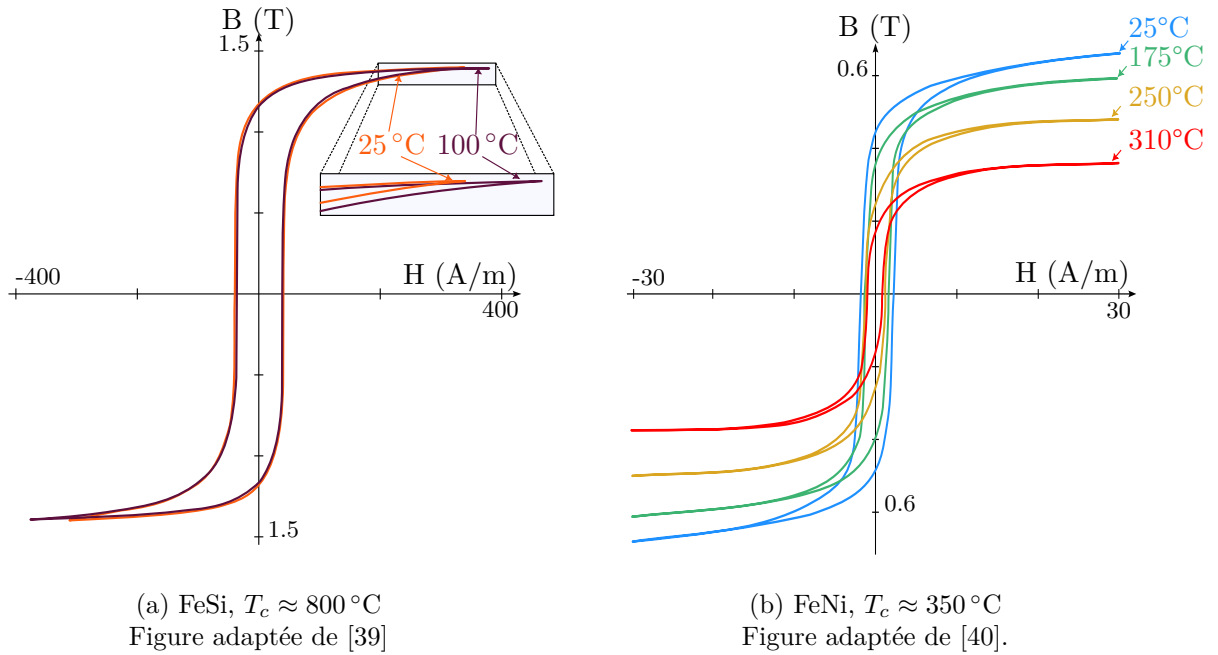 B (T)
1.5
25 °C 100 °C
-400
H (A/m)
400
1.5
(a) FeSi, T_c ≈ 800 °C
Figure adaptée de [39]
B (T)
0.6
25°C
175°C
250°C
310°C
-30
H (A/m)
30
0.6
(b) FeNi, T_c ≈ 350 °C
Figure adaptée de [40].